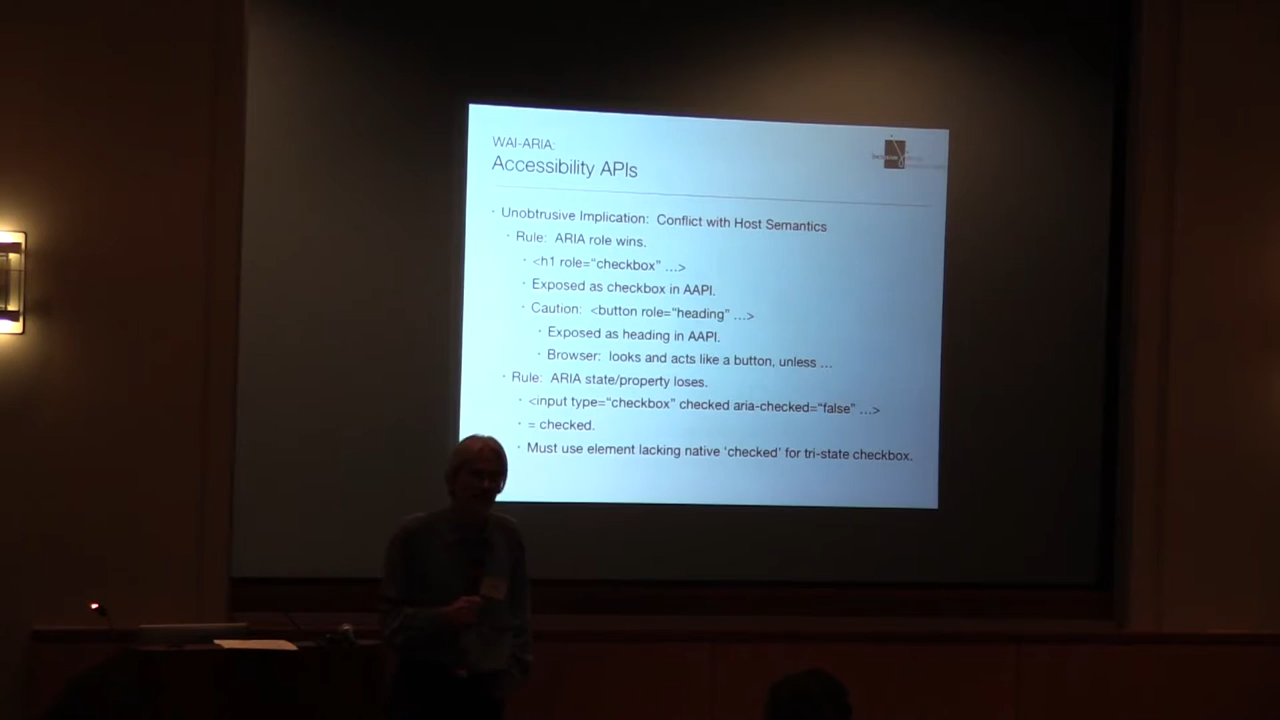 WAI-ARIA:
Accessibility APIs
· Unobtrusive Implication: Conflict with Host Semantics
· Rule: ARIA role wins.
· <h1 role=“checkbox” ...>
· Exposed as checkbox in AAPI.
· Caution: <button role=“heading” ...>
· Exposed as heading in AAPI.
· Browser: looks and acts like a button, unless ...
· Rule: ARIA state/property loses.
· <input type=“checkbox” checked aria-checked=“false” ...>
· = checked.
· Must use element lacking native ‘checked’ for tri-state checkbox.